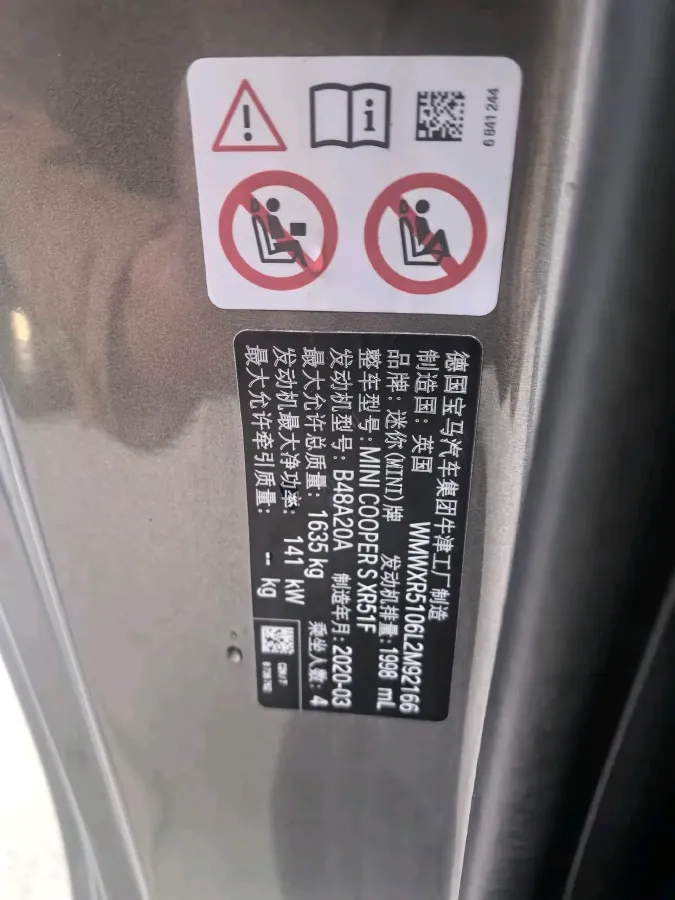 6 841 244
德国宝马汽车集团牛津工厂制造
制造国：英国 WMWXR5106L2M92166
品牌：迷你(MINI)牌 发动机排量：1998 mL
整车型号：MINI COOPER S XR51F
发动机型号：B48A20A 制造年月：2020-03
最大允许总质量：1635 kg 乘坐人数：4
发动机最大净功率：141 kW
最大允许牵引质量：-- kg